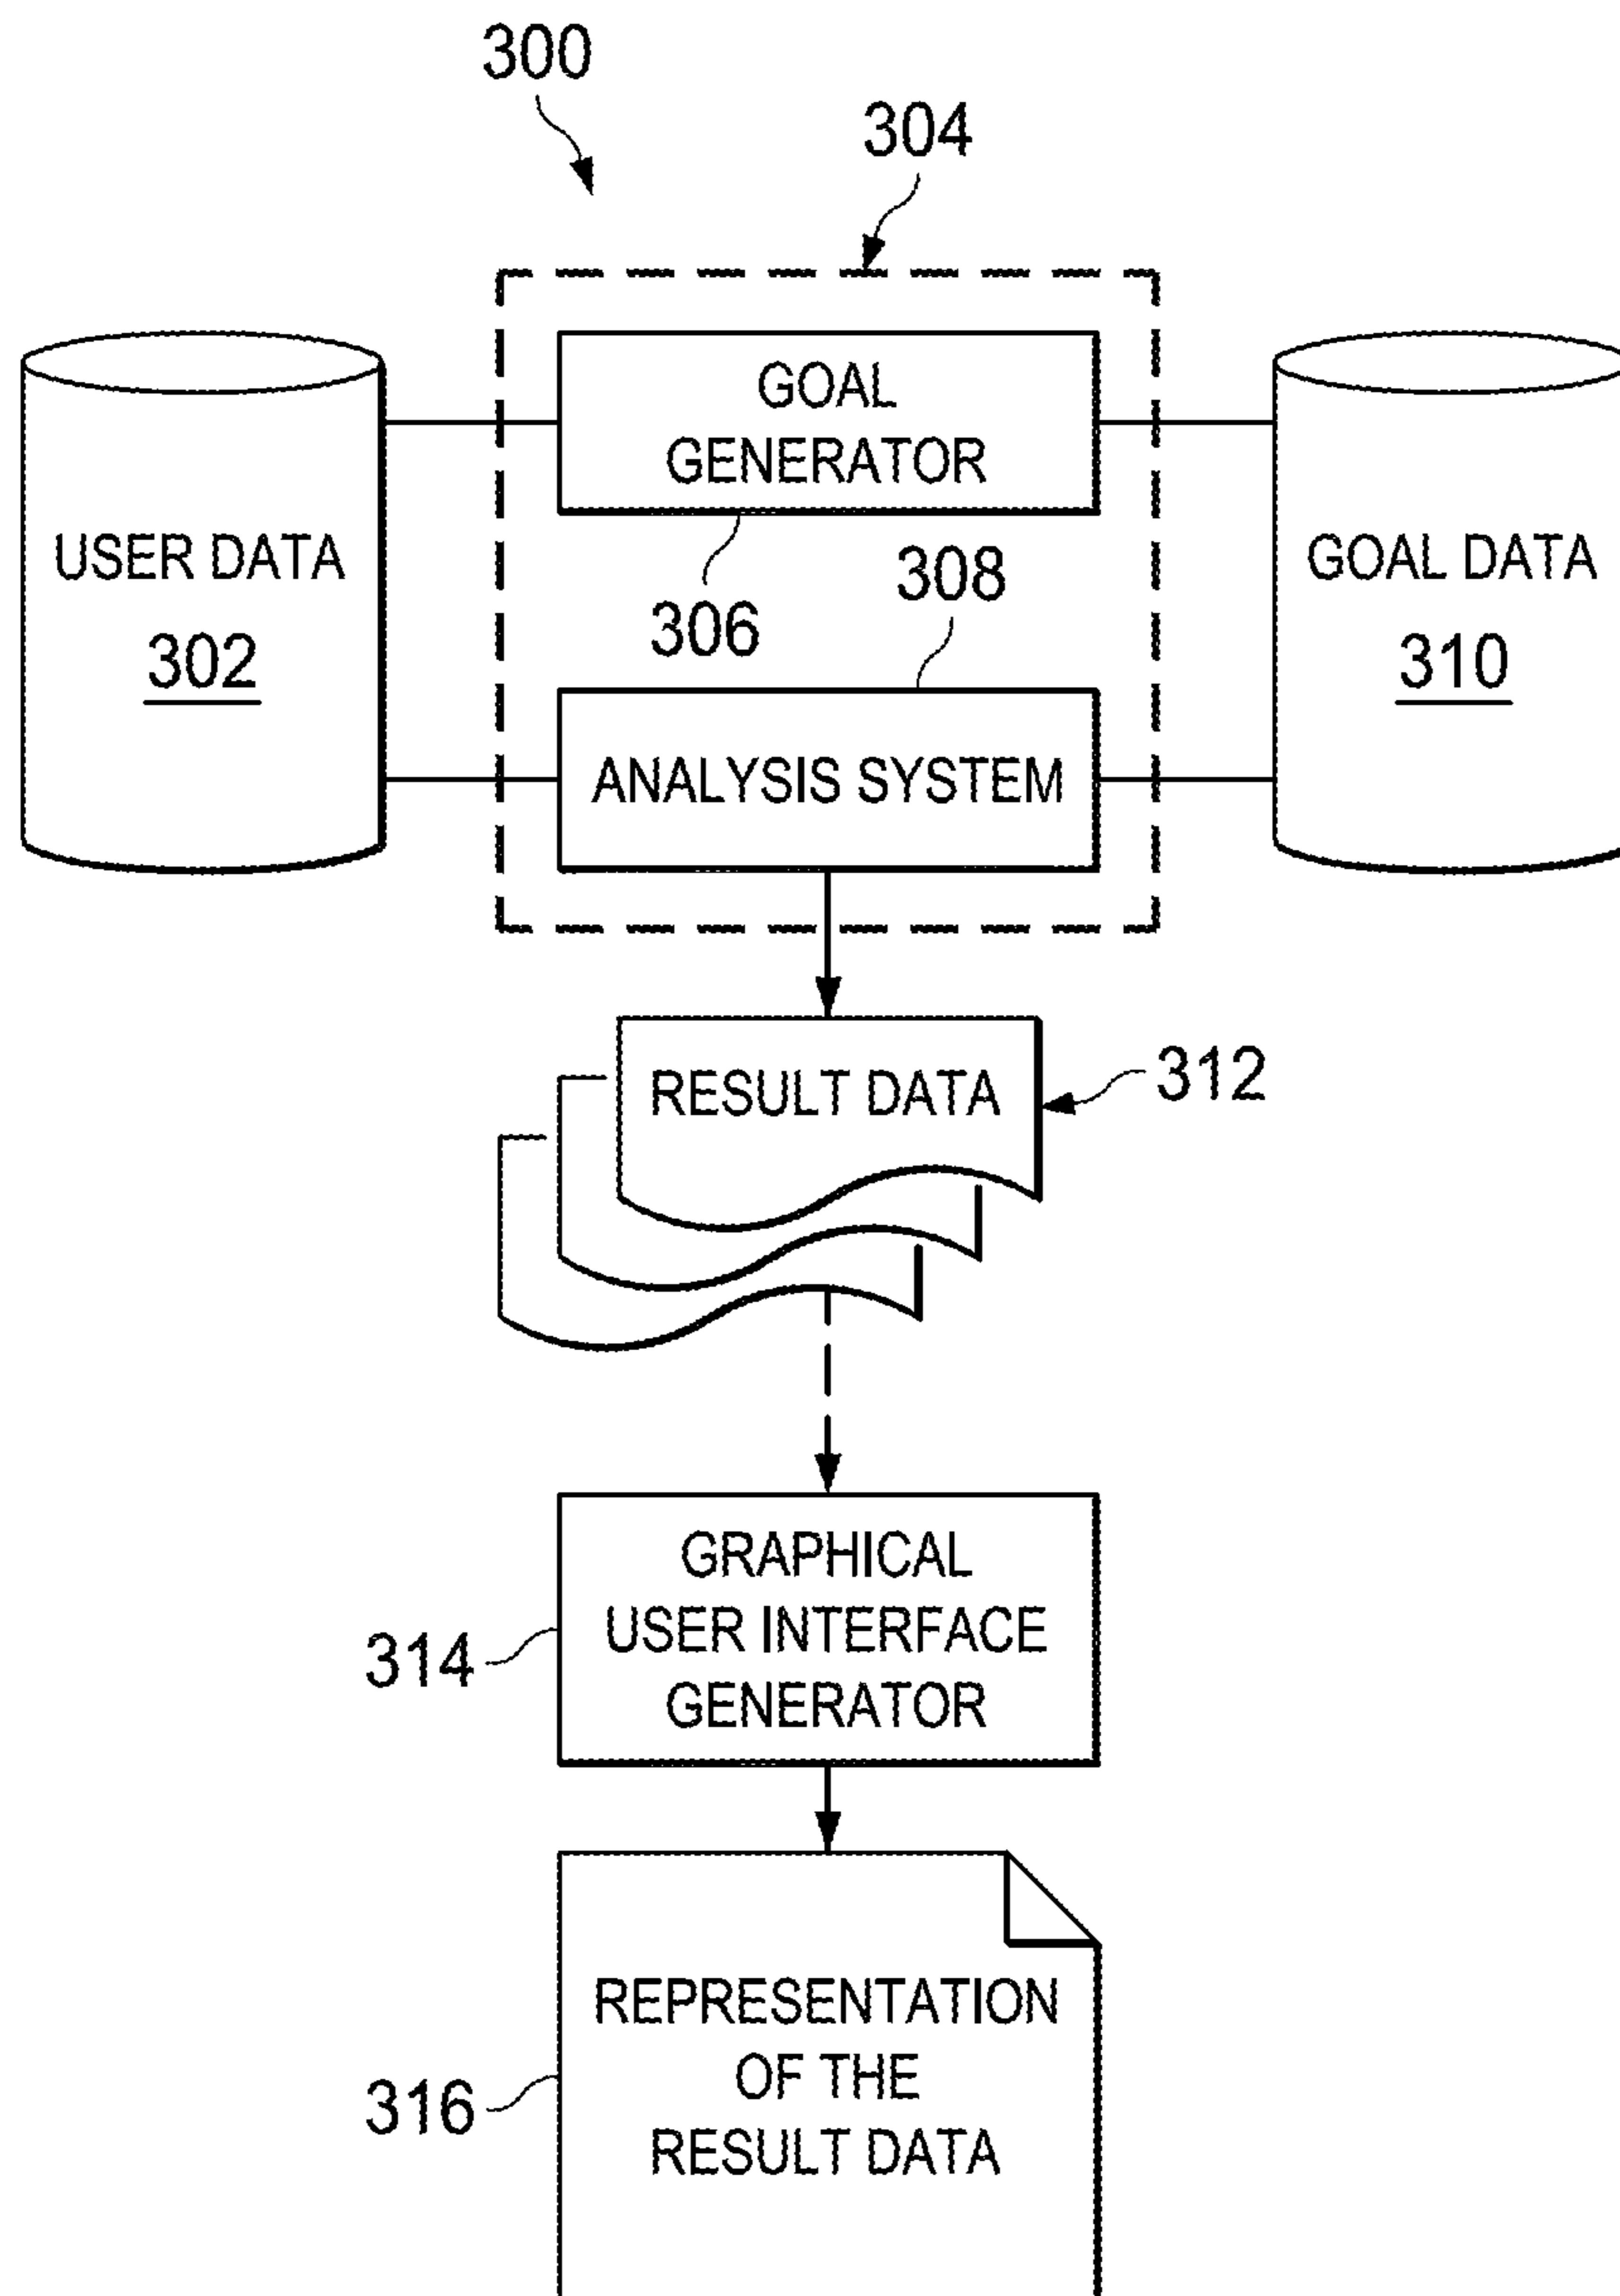 300
304
GOAL
GENERATOR
USER DATA
302
306
308
GOAL DATA
310
ANALYSIS SYSTEM
RESULT DATA
312
GRAPHICAL
USER INTERFACE
GENERATOR
314
REPRESENTATION
OF THE
RESULT DATA
316